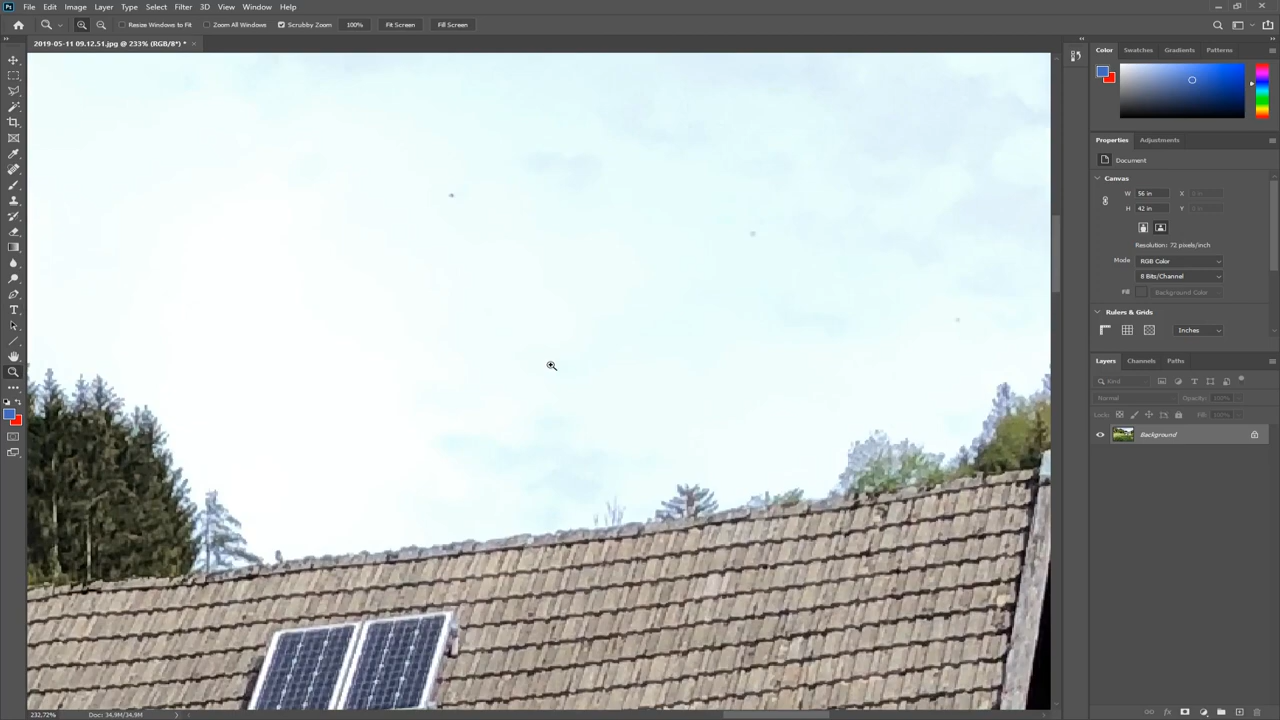 Ps File Edit Image Layer Type Select Filter 3D View Window Help
Resize Windows to Fit Zoom All Windows Scrubby Zoom 100% Fit Screen Fill Screen
2019-05-11 09.12.51.jpg @ 233% (RGB/8*) * ×
Color Swatches Gradients Patterns
Properties Adjustments
Document
Canvas
W 56 in X
H 42 in Y
Resolution: 72 pixels/inch
Mode RGB Color
8 Bits/Channel
Fill Background Color
Rulers & Grids
Inches
Layers Channels Paths
Kind
Normal Opacity: 100%
Lock: Fill: 100%
Background
232,72% Doc: 34,9M/34,9M